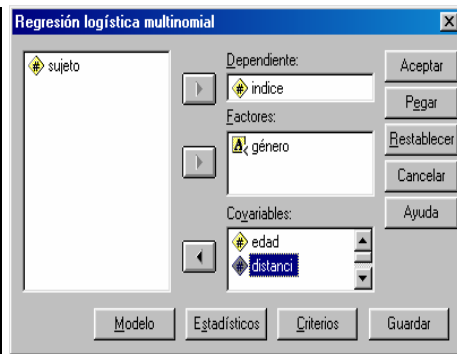 Regresión logística multinomial
sujeto
Dependiente:
indice
Factores:
género
Covariables:
edad
distanci
Aceptar
Pegar
Restablecer
Cancelar
Ayuda
Modelo
Estadísticos
Criterios
Guardar